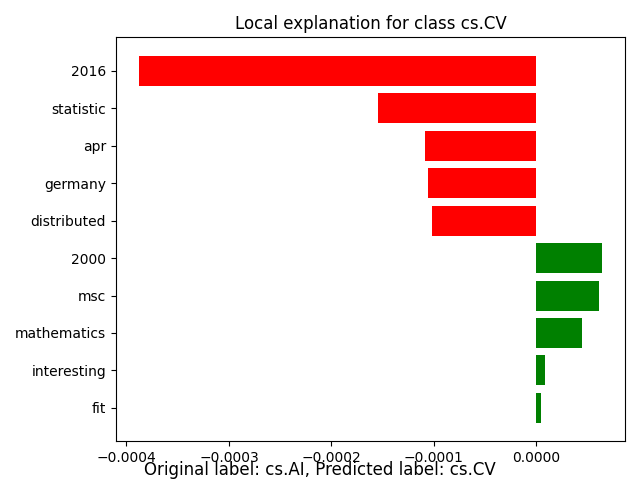 Local explanation for class cs.CV
2016
statistic
apr
germany
distributed
2000
msc
mathematics
interesting
fit
−0.0004 −0.0003 −0.0002 −0.0001 0.0000
Original label: cs.AI, Predicted label: cs.CV